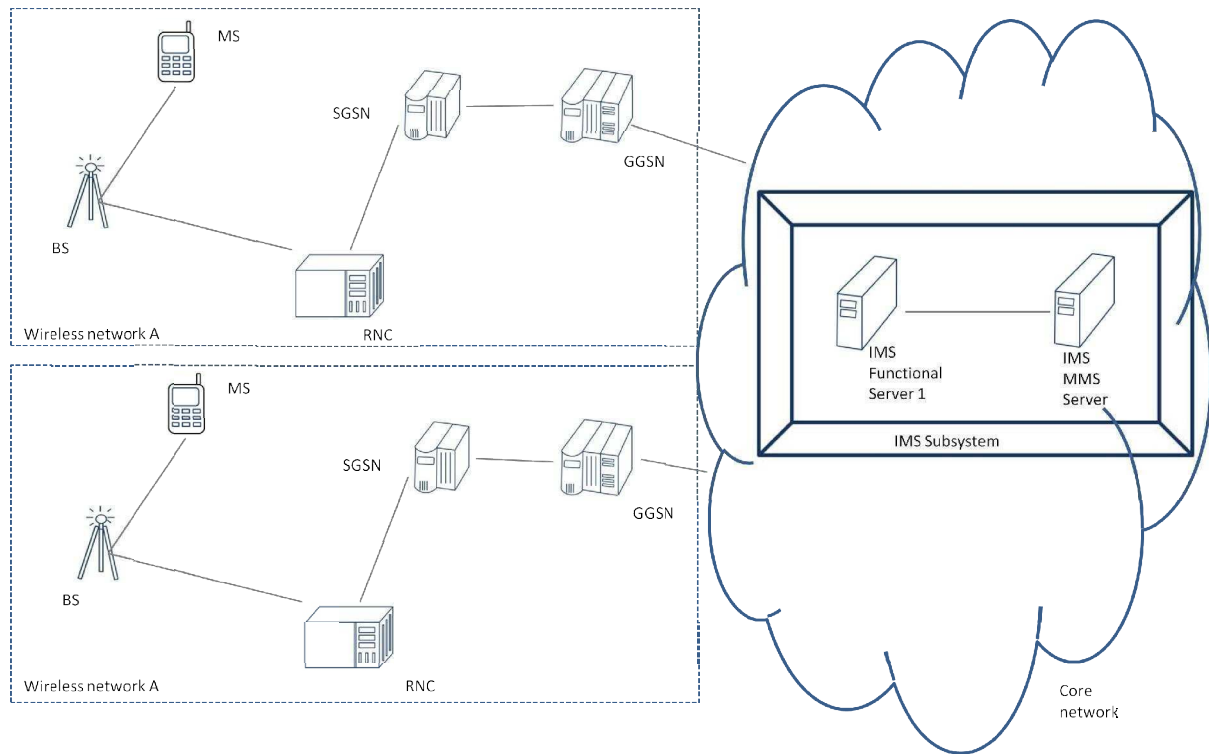 MS
SGSN
GGSN
BS
RNC
Wireless network A
MS
SGSN
GGSN
BS
RNC
Wireless network A
IMS
Functional
Server 1
IMS
MMS
Server
IMS Subsystem
Core
network